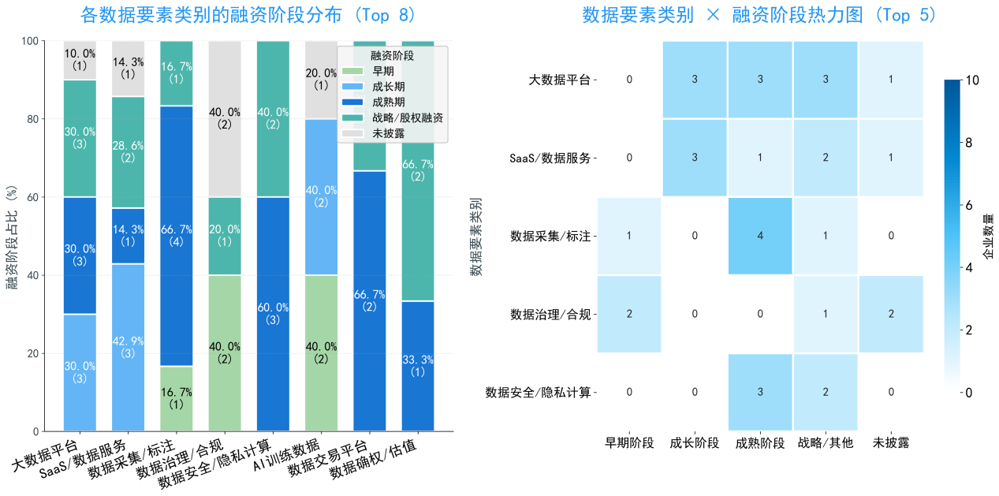 各数据要素类别的融资阶段分布 (Top 8)
融资阶段占比 (%)
100
80
60
40
20
0
10.0%
(1)
30.0%
(3)
30.0%
(3)
30.0%
(3)
14.3%
(1)
28.6%
(2)
14.3%
(1)
42.9%
(3)
16.7%
(1)
66.7%
(4)
16.7%
(1)
40.0%
(2)
20.0%
(1)
40.0%
(2)
40.0%
(2)
60.0%
(3)
20.0%
(1)
40.0%
(2)
40.0%
(2)
66.7%
(2)
66.7%
(2)
33.3%
(1)
融资阶段
早期
成长期
成熟期
战略/股权融资
未披露
大数据平台
SaaS/数据服务
数据采集/标注
数据治理/合规
数据安全/隐私计算
AI训练数据
数据交易平台
数据确权/估值
数据要素类别 × 融资阶段热力图 (Top 5)
数据要素类别
大数据平台 0 3 3 3 1
SaaS/数据服务 0 3 1 2 1
数据采集/标注 1 0 4 1 0
数据治理/合规 2 0 0 1 2
数据安全/隐私计算 0 0 3 2 0
早期阶段 成长阶段 成熟阶段 战略/其他 未披露
10
8
6
4
2
0
企业数量